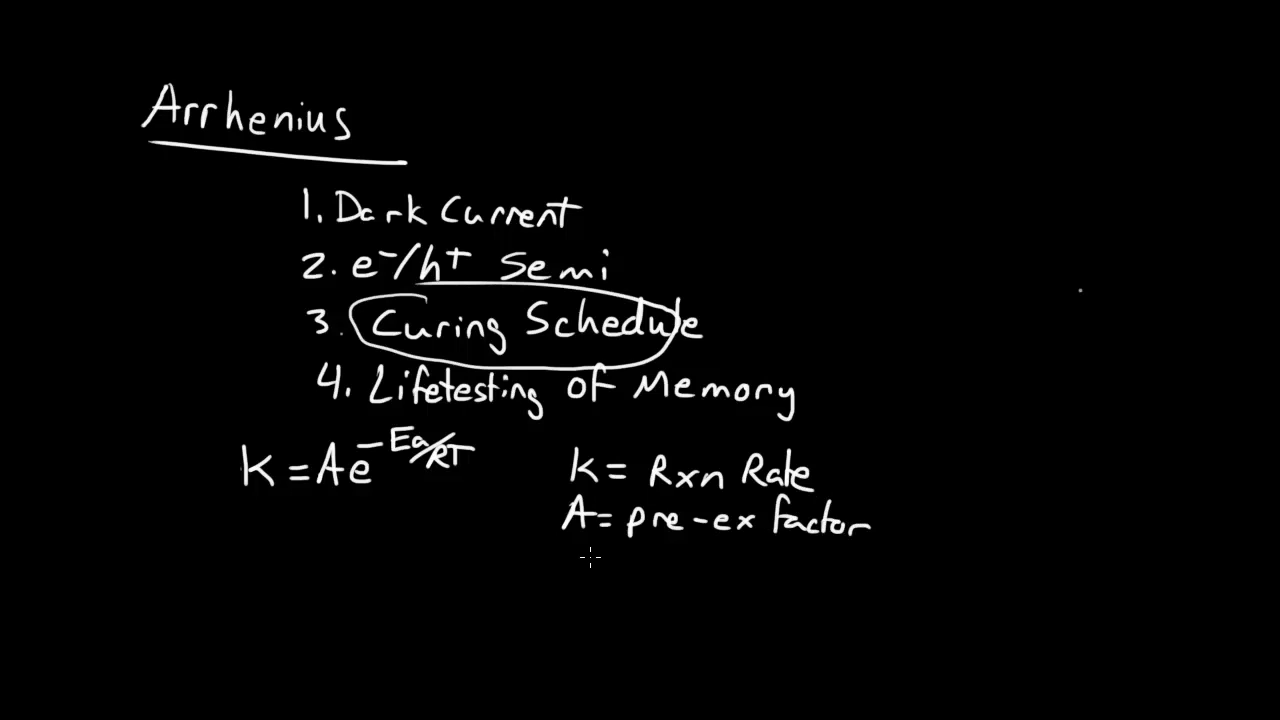 Arrhenius
1. Dark Current
2. e⁻/h⁺ Semi
3. Curing Schedule
4. Lifetesting of Memory
K = Ae^-Ea/RT
K = Rxn Rate
A = pre-ex factor